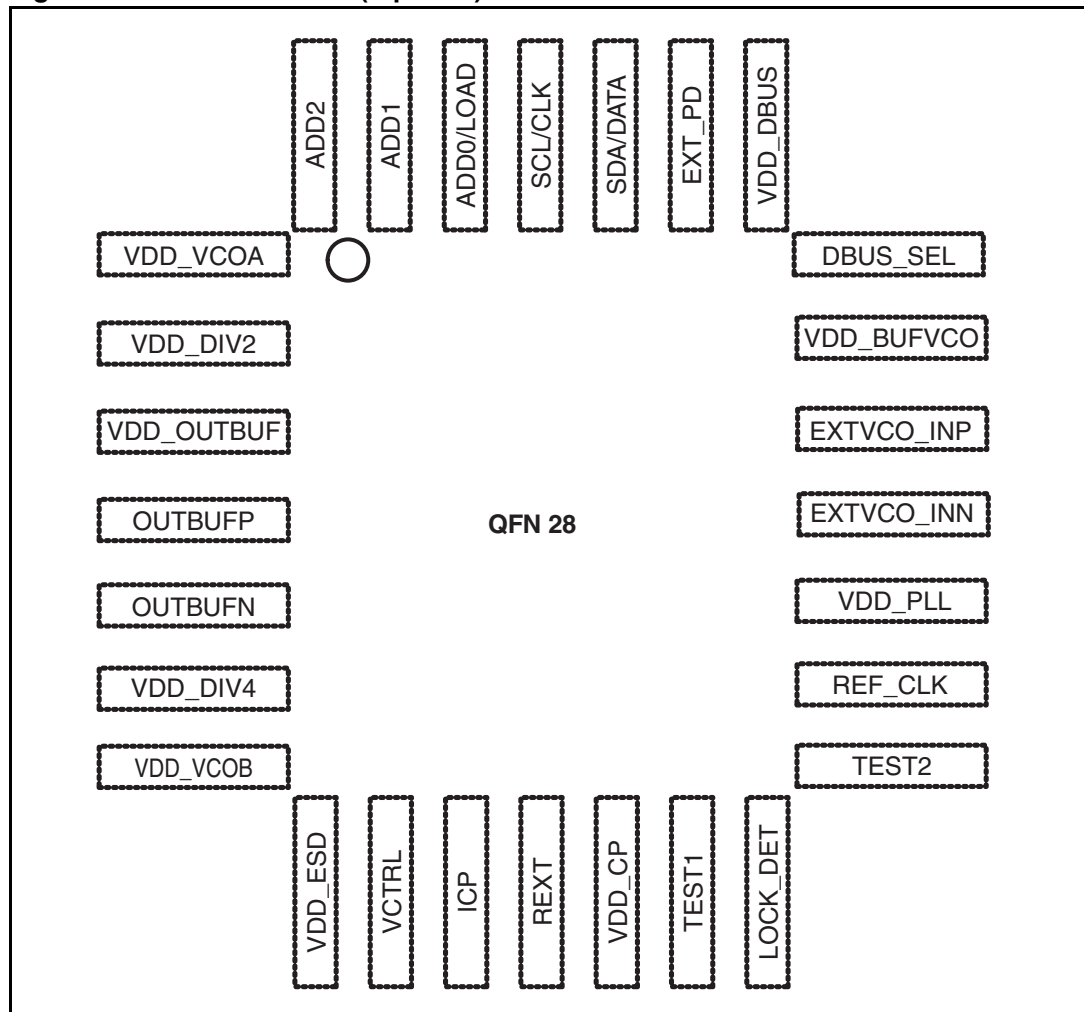 ADD2
ADD1
ADD0/LOAD
SCL/CLK
SDA/DATA
EXT_PD
VDD_DBUS
VDD_VCOA
DBUS_SEL
VDD_DIV2
VDD_BUFVCO
VDD_OUTBUF
EXTVCO_INP
OUTBUFP
QFN 28
EXTVCO_INN
OUTBUFN
VDD_PLL
VDD_DIV4
REF_CLK
VDD_VCOB
TEST2
VDD_ESD
VCTRL
ICP
REXT
VDD_CP
TEST1
LOCK_DET